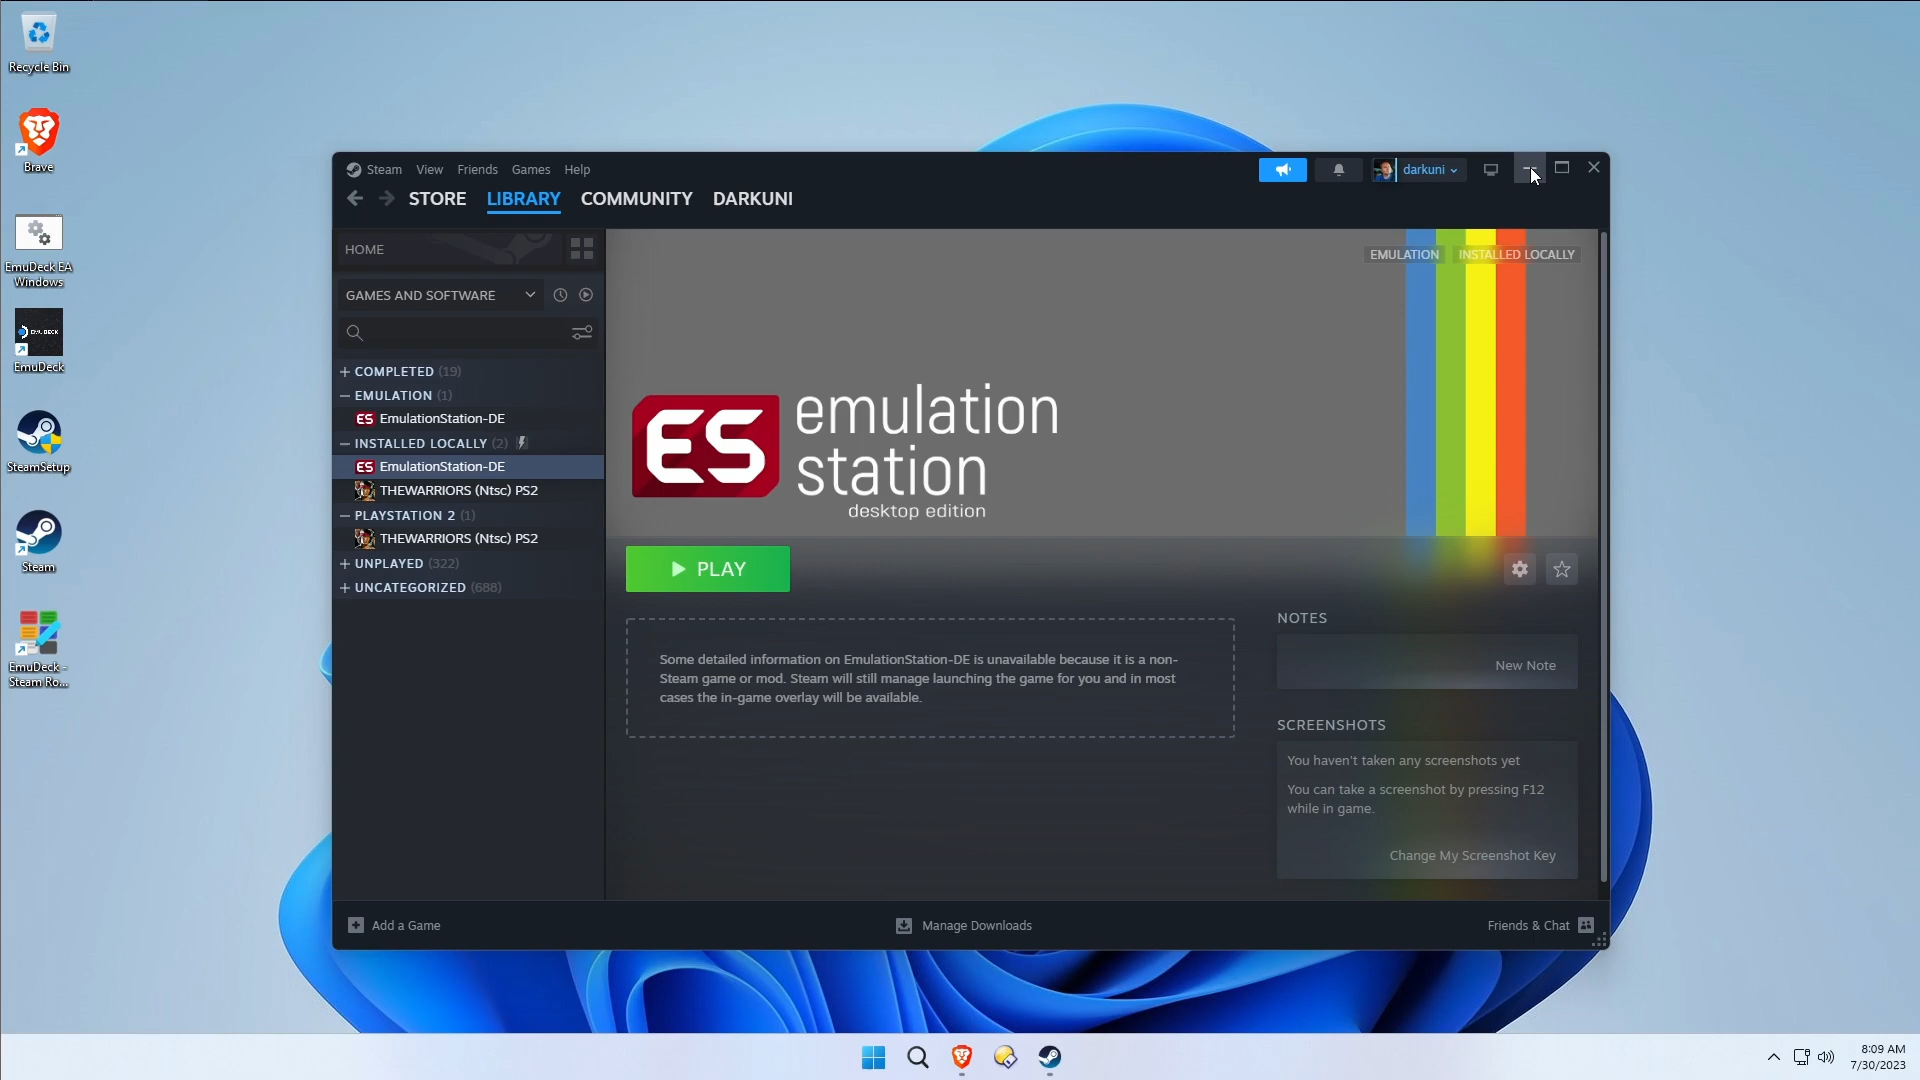 Recycle Bin
Brave
EmuDeck EA
Windows
EmuDeck
SteamSetup
Steam
EmuDeck -
Steam Ro...
Steam View Friends Games Help
darkuni
STORE LIBRARY COMMUNITY DARKUNI
HOME
GAMES AND SOFTWARE
+ COMPLETED (19)
— EMULATION (1)
ES EmulationStation-DE
— INSTALLED LOCALLY (2)
ES EmulationStation-DE
THEWARRIORS (Ntsc) PS2
— PLAYSTATION 2 (1)
THEWARRIORS (Ntsc) PS2
+ UNPLAYED (322)
+ UNCATEGORIZED (688)
EMULATION INSTALLED LOCALLY
ES
emulation
station
desktop edition
PLAY
Some detailed information on EmulationStation-DE is unavailable because it is a non-
Steam game or mod. Steam will still manage launching the game for you and in most
cases the in-game overlay will be available.
NOTES
New Note
SCREENSHOTS
You haven't taken any screenshots yet
You can take a screenshot by pressing F12
while in game.
Change My Screenshot Key
Add a Game
Manage Downloads
Friends & Chat
8:09 AM
7/30/2023